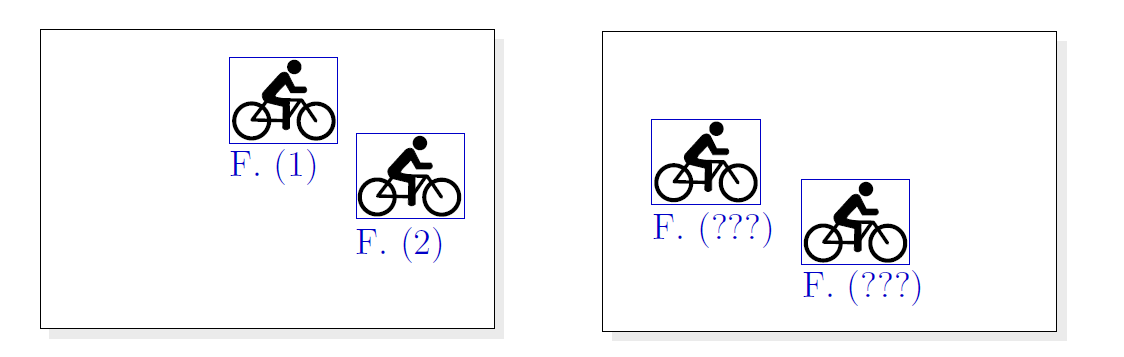 F. (1)
F. (2)
F. (???)
F. (???)